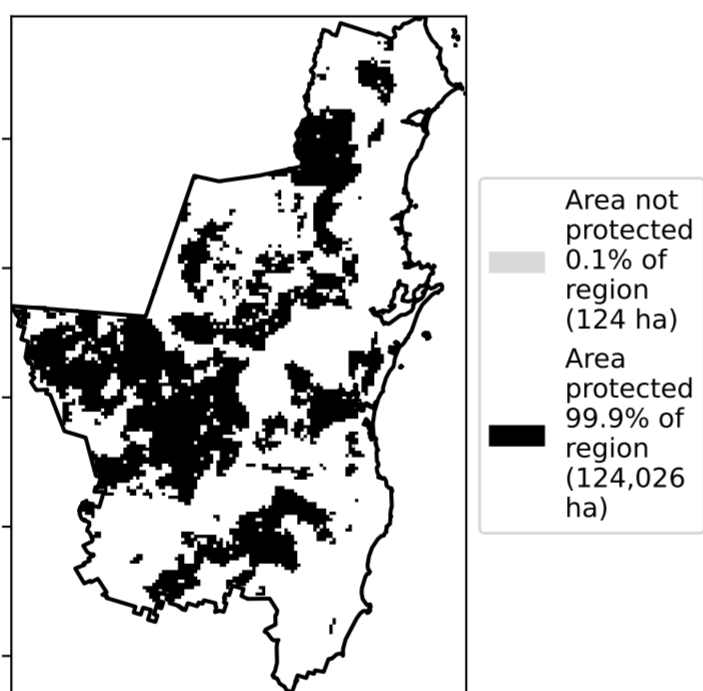 Area not
protected
0.1% of
region
(124 ha)
Area
protected
99.9% of
region
(124,026
ha)